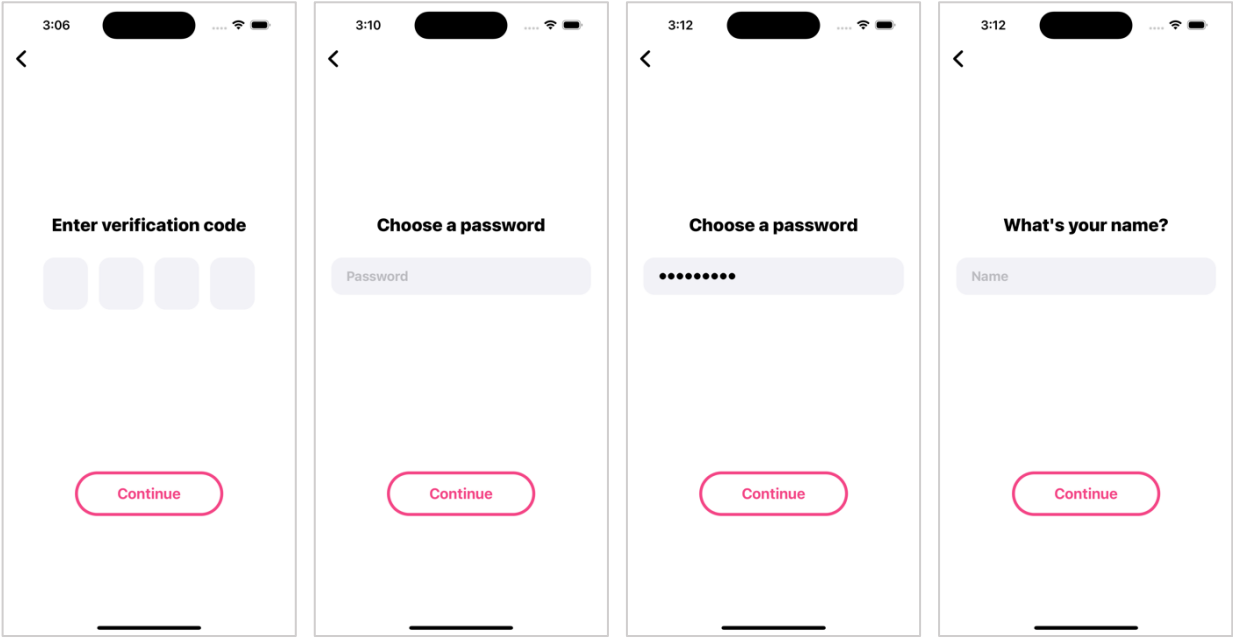 3:06
Enter verification code
Continue
3:10
Choose a password
Password
Continue
3:12
Choose a password
•••••••••
Continue
3:12
What's your name?
Name
Continue